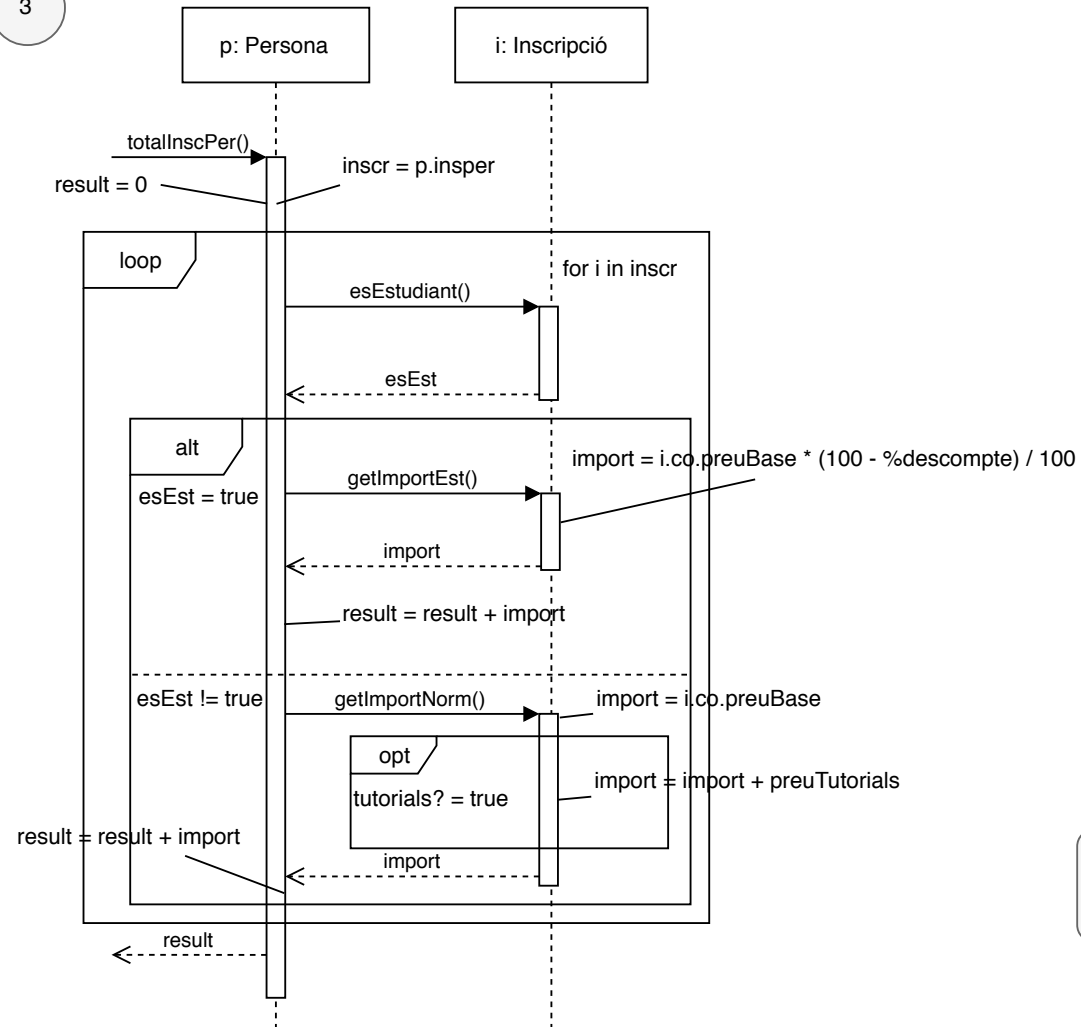 3
p: Persona
i: Inscripció
totalInscPer()
inscr = p.insper
result = 0
loop
for i in inscr
esEstudiant()
esEst
alt
import = i.co.preuBase * (100 - %descompte) / 100
getImportEst()
esEst = true
import
result = result + import
esEst != true
getImportNorm()
import = i.co.preuBase
opt
import = import + preuTutorials
tutorials? = true
result = result + import
import
result